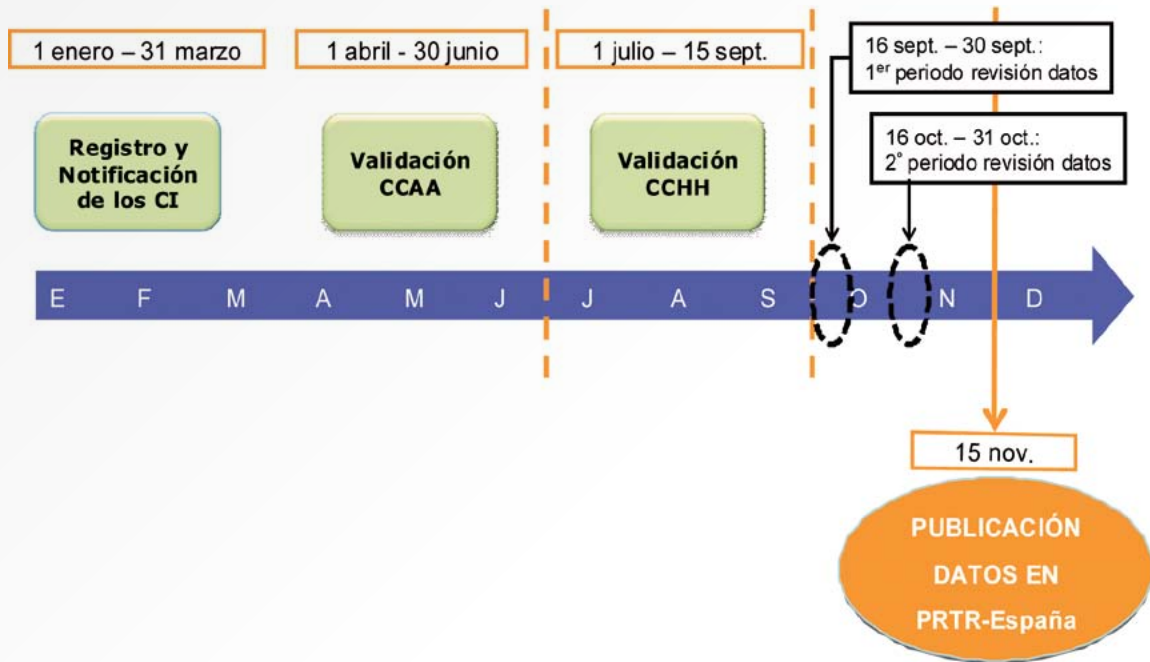 1 enero – 31 marzo
1 abril - 30 junio
1 julio – 15 sept.
16 sept. – 30 sept.:
1er periodo revisión datos
16 oct. – 31 oct.:
2º periodo revisión datos
Registro y
Notificación
de los CI
Validación
CCAA
Validación
CCHH
E F M A M J J A S O N D
15 nov.
PUBLICACIÓN
DATOS EN
PRTR-España